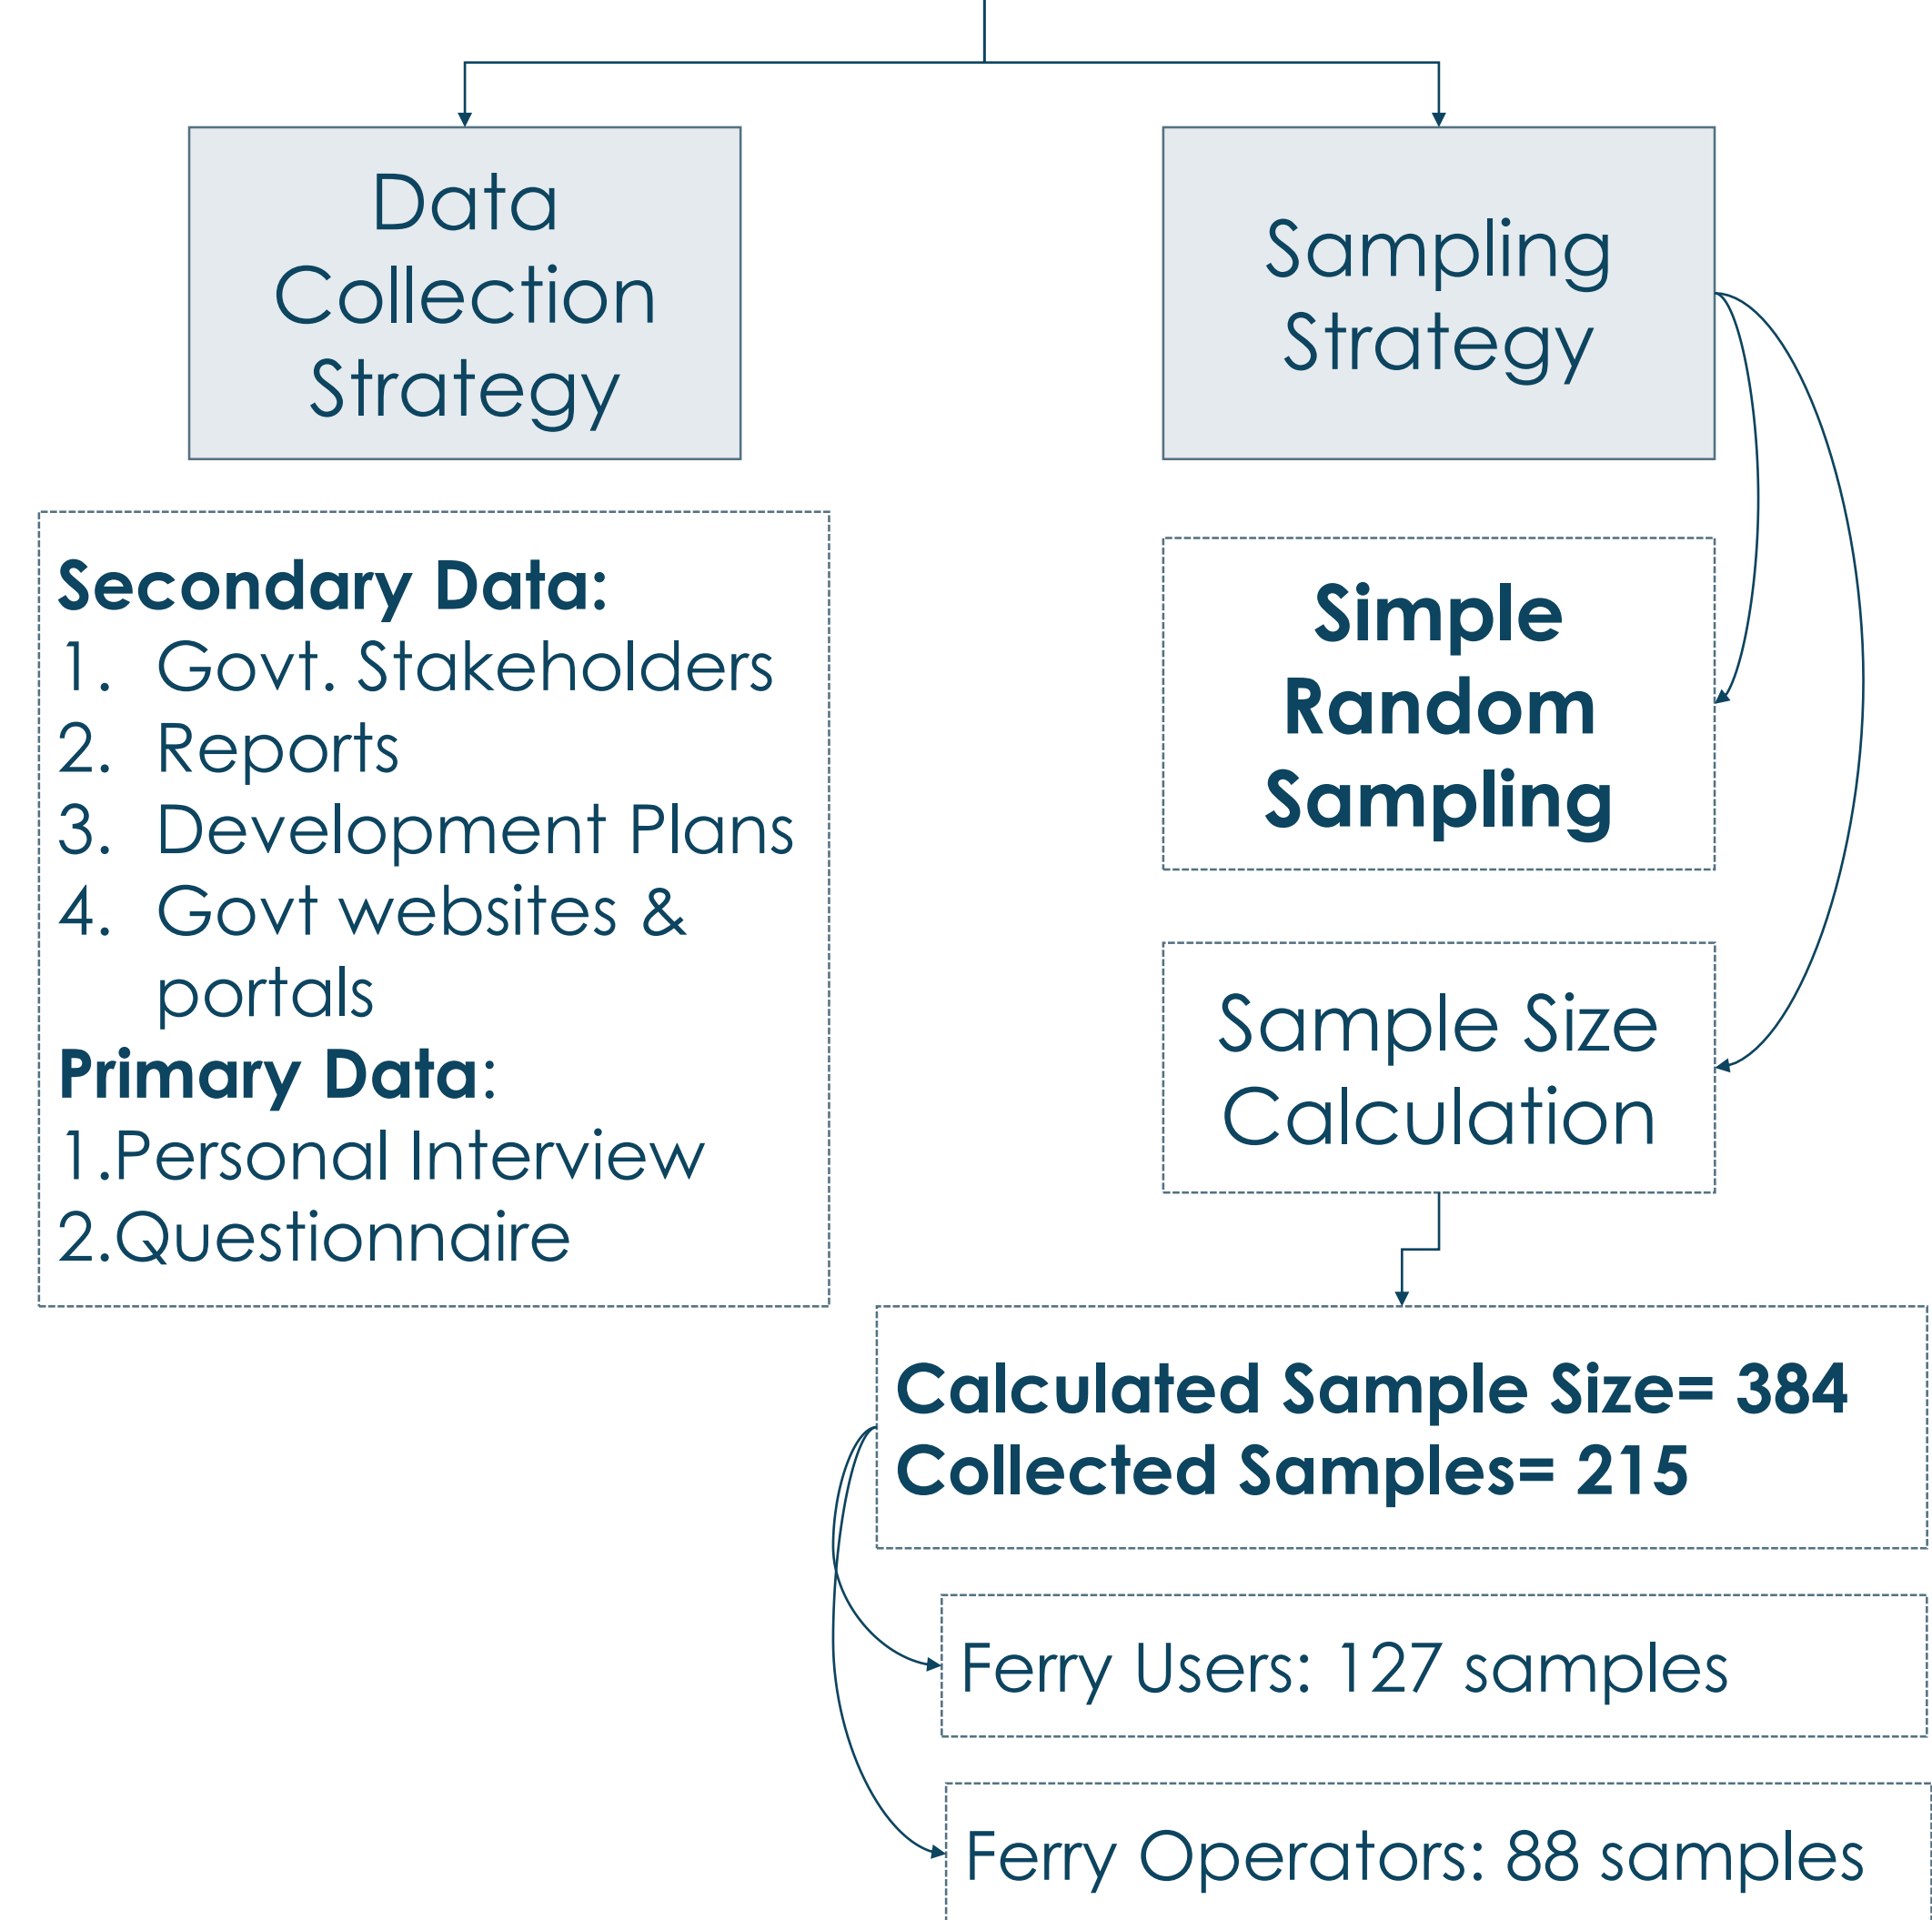 Data
Collection
Strategy
Sampling
Strategy
Secondary Data:
1. Govt. Stakeholders
2. Reports
3. Development Plans
4. Govt websites &
portals
Primary Data:
1.Personal Interview
2.Questionnaire
Simple
Random
Sampling
Sample Size
Calculation
Calculated Sample Size= 384
Collected Samples= 215
Ferry Users: 127 samples
Ferry Operators: 88 samples